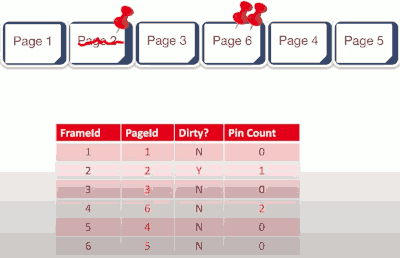 Page 1 Page 2 Page 3 Page 6 Page 4 Page 5
FrameId PageId Dirty? Pin Count
1 1 N 0
2 2 Y 1
3 3 N 0
4 6 N 2
5 4 N 0
6 5 N 0